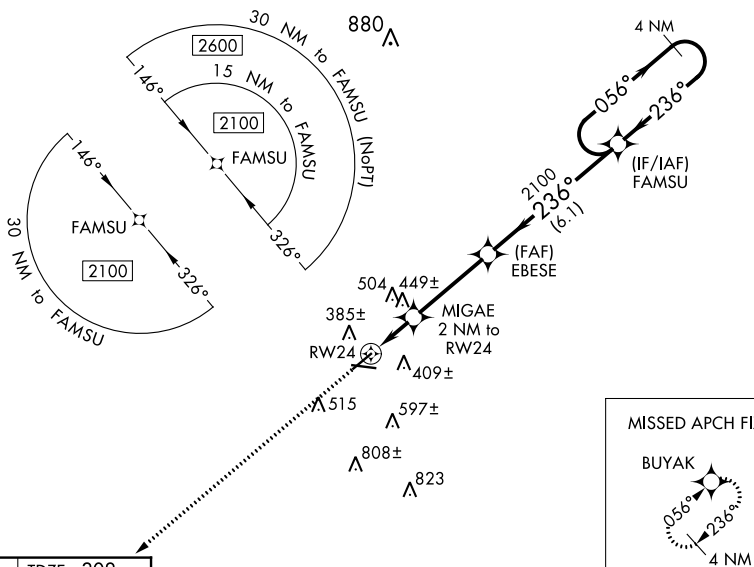 30 NM to FAMSU (NoPT)
2600
146°
15 NM to FAMSU
2100
FAMSU
326°
880
4 NM
056°
236°
(IF/IAF)
FAMSU
2100
236°
(6.1)
(FAF)
EBESE
146°
FAMSU
2100
326°
30 NM to FAMSU
504
449±
MIGAE
2 NM to
RW24
385±
RW24
409±
515
597±
808±
823
MISSED APCH FI
BUYAK
056°
236°
4 NM